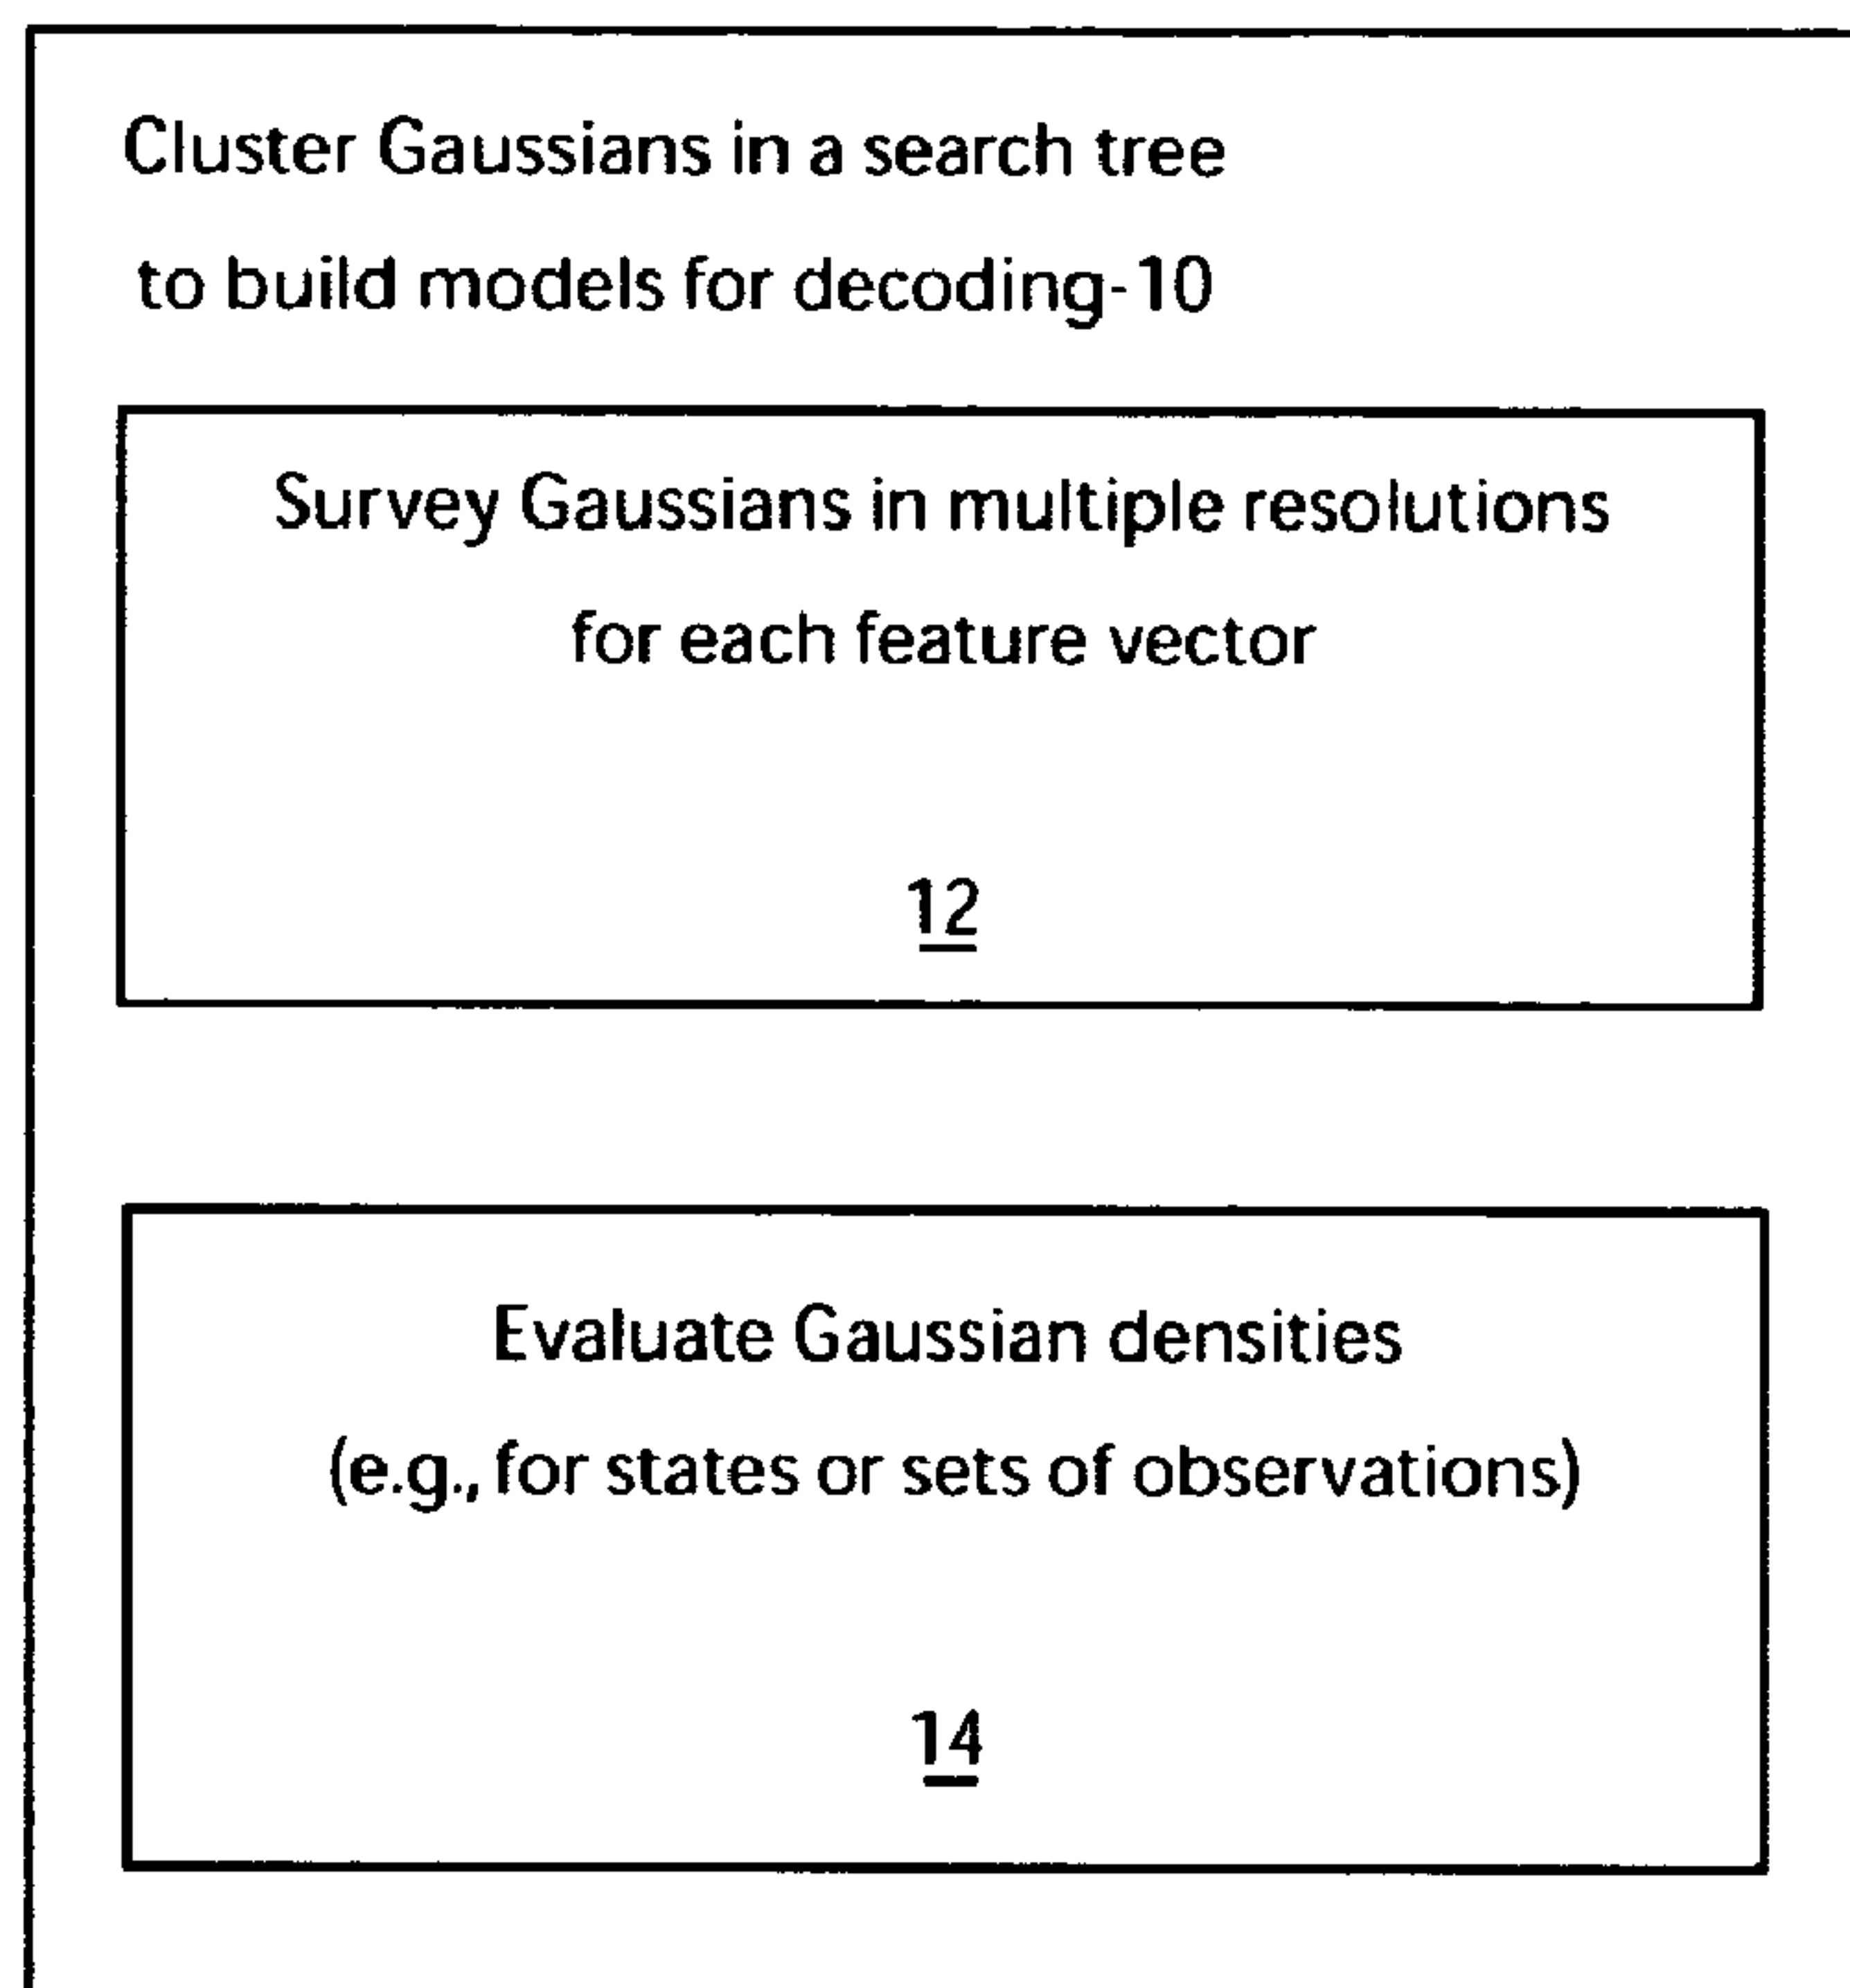 Cluster Gaussians in a search tree
to build models for decoding-10
Survey Gaussians in multiple resolutions
for each feature vector
12
Evaluate Gaussian densities
(e.g., for states or sets of observations)
14